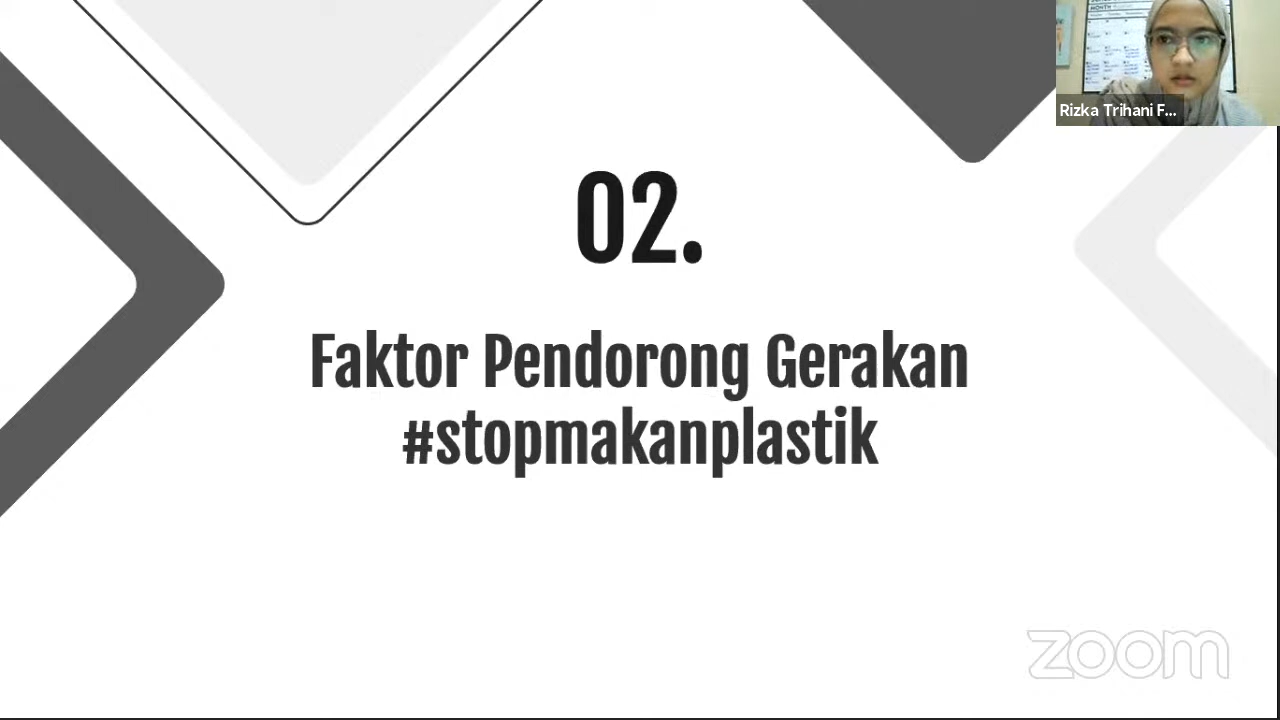 Rizka Trihani F...
02.
Faktor Pendorong Gerakan
#stopmakanplastik
zoom